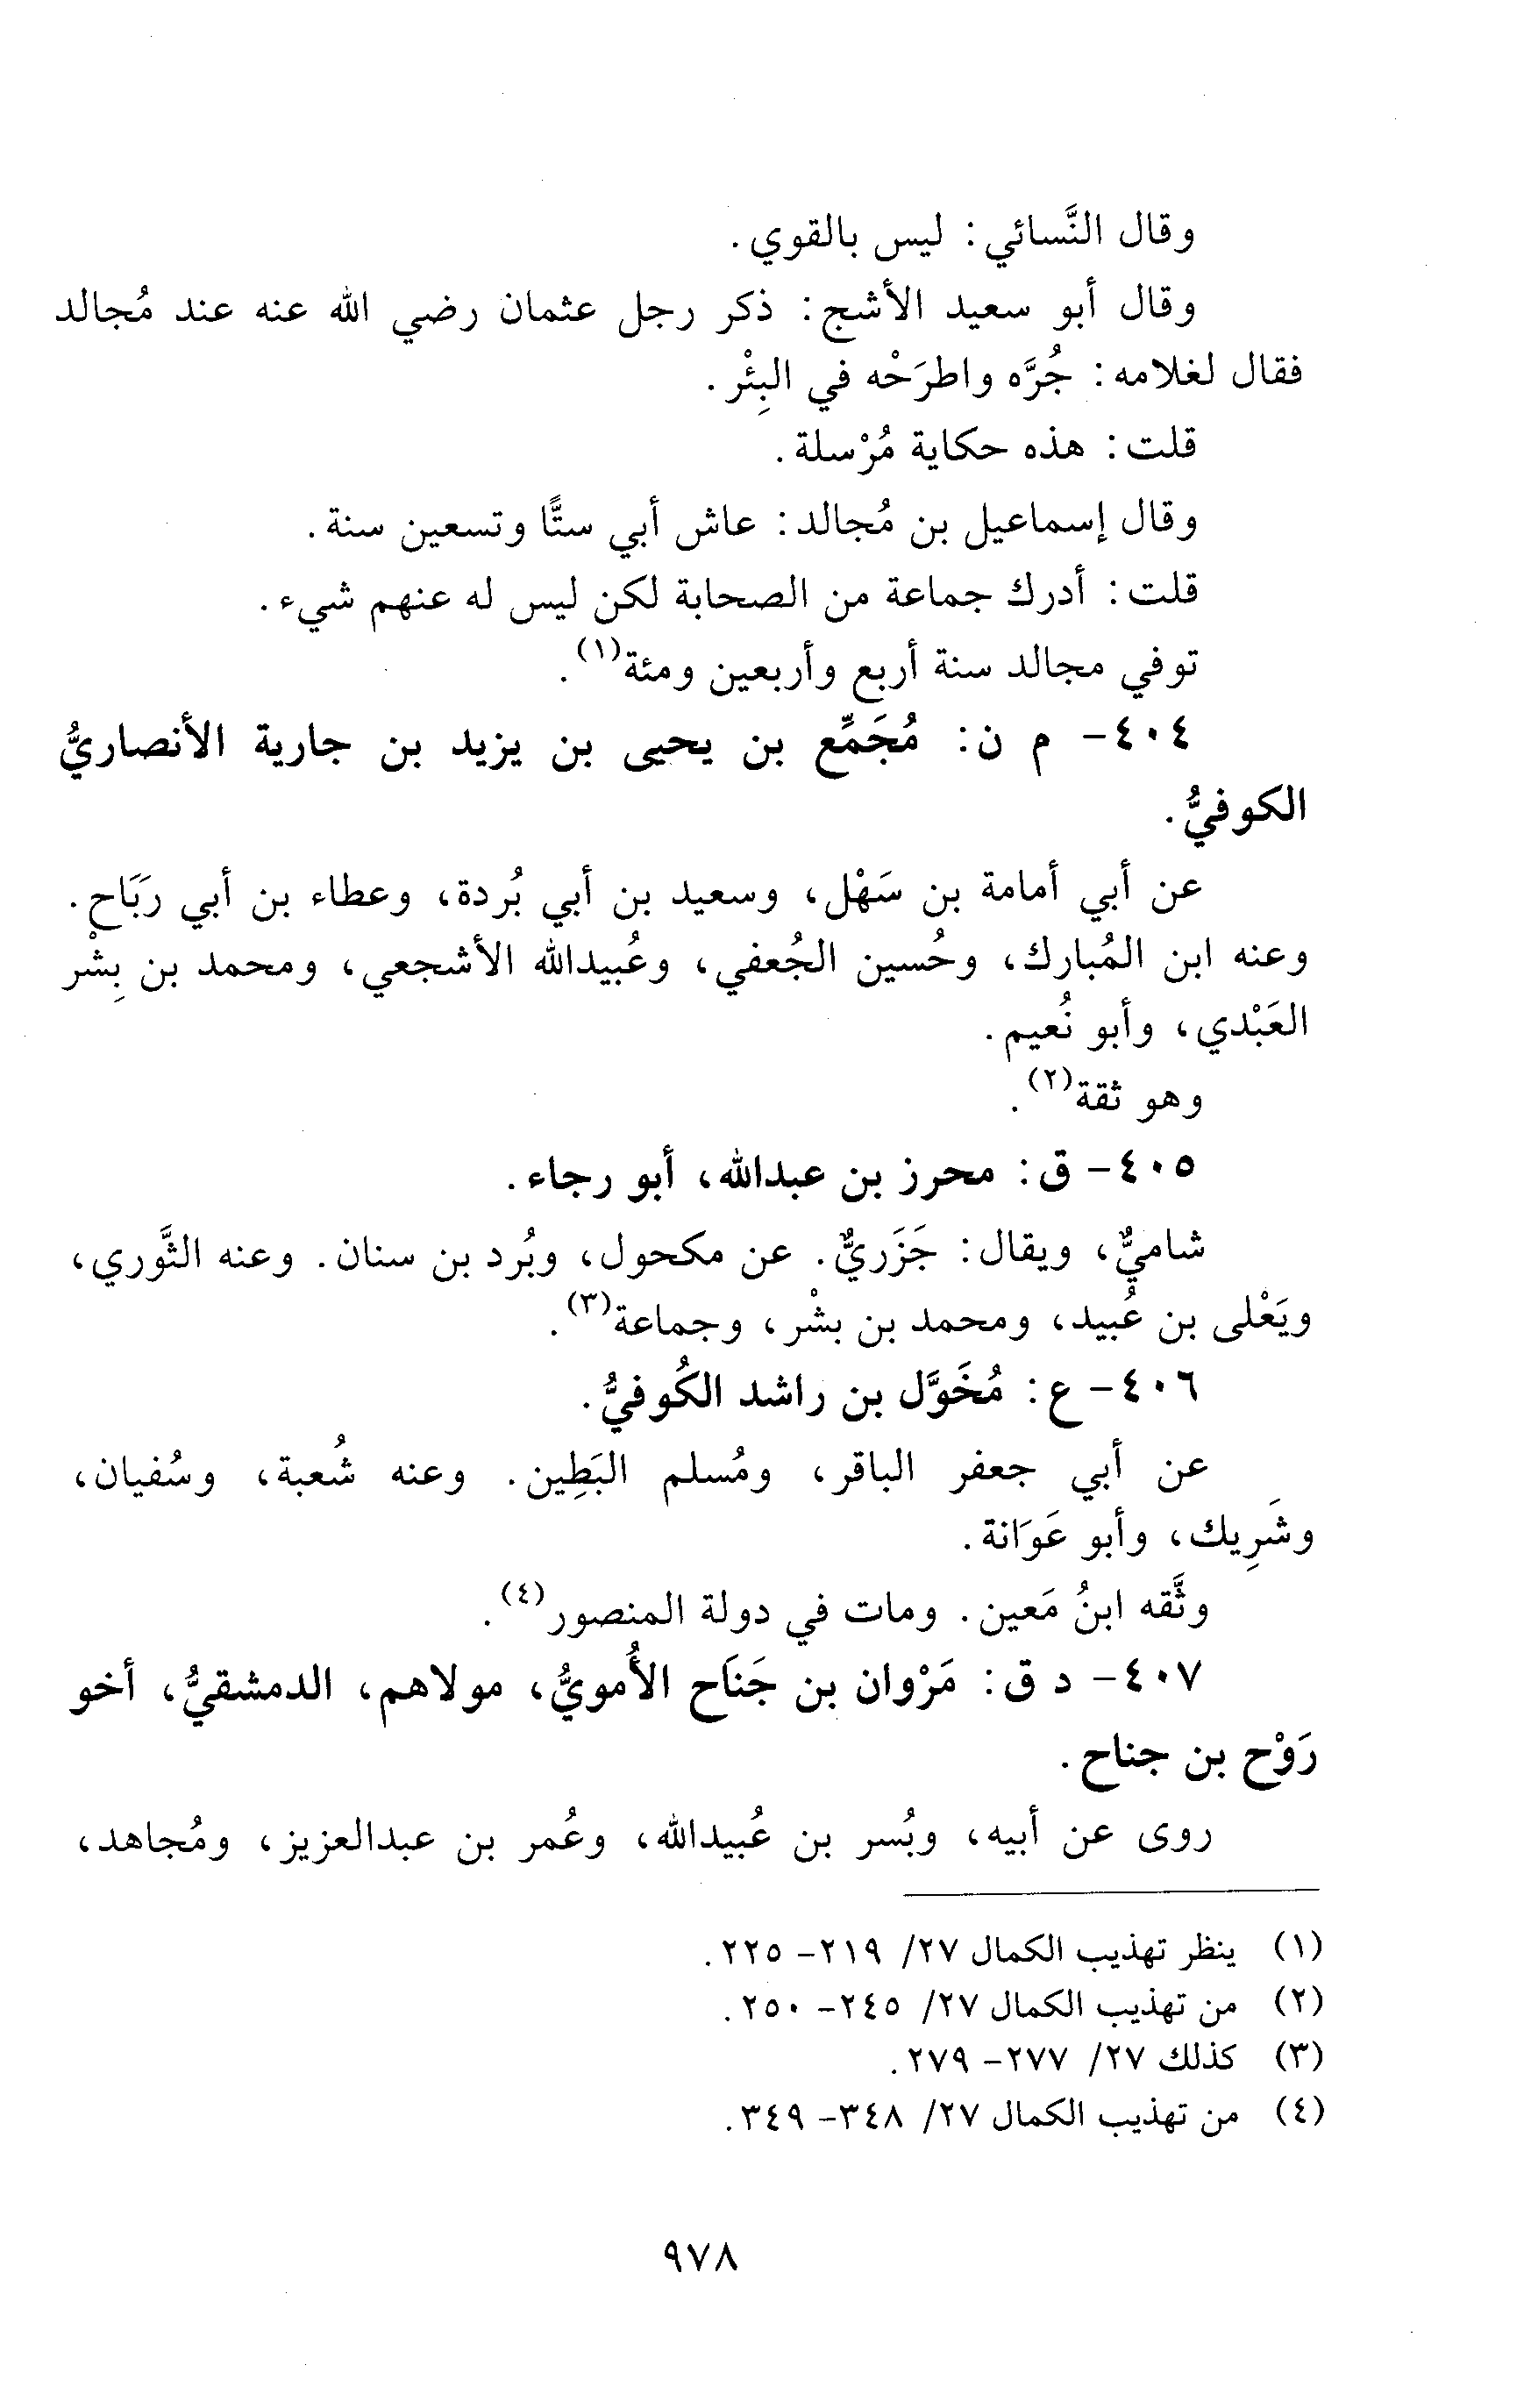 وقال النَّسائي: ليس بالقوي.
وقال أبو سعيد الأشج: ذكر رجل عثمان رضي الله عنه عند مُجالد
فقال لغلامه: جُرَّه واطرَحْه في البِئْر.
قلت: هذه حكاية مُرْسلة.
وقال إسماعيل بن مُجالد: عاش أبي ستًّا وتسعين سنة.
قلت: أدرك جماعة من الصحابة لكن ليس له عنهم شيء.
توفي مجالد سنة أربع وأربعين ومئة(١).
٤٠٤- م ن: مُجَمِّع بن يحيى بن يزيد بن جارية الأنصاريُّ
الكوفيُّ.
عن أبي أمامة بن سَهْل، وسعيد بن أبي بُردة، وعطاء بن أبي رَبَاح.
وعنه ابن المُبارك، وحُسين الجُعفي، وعُبيدالله الأشجعي، ومحمد بن بِشْر
العَبْدي، وأبو نُعيم.
وهو ثقة(٢).
٤٠٥- ق: محرز بن عبدالله، أبو رجاء.
شاميٌّ، ويقال: جَزَريٌّ. عن مكحول، وبُرد بن سنان. وعنه الثَّوري،
ويَعْلى بن عُبيد، ومحمد بن بشْر، وجماعة(٣).
٤٠٦- ع: مُخَوَّل بن راشد الكُوفيُّ.
عن أبي جعفر الباقر، ومُسلم البَطِين. وعنه شُعبة، وسُفيان،
وشَرِيك، وأبو عَوَانة.
وثَّقه ابنُ مَعين. ومات في دولة المنصور(٤).
٤٠٧- د ق: مَرْوان بن جَنَاح الأُمويُّ، مولاهم، الدمشقيُّ، أخو
رَوْح بن جناح.
روى عن أبيه، وبُسر بن عُبيدالله، وعُمر بن عبدالعزيز، ومُجاهد،
(١) ينظر تهذيب الكمال ٢٧/ ٢١٩- ٢٢٥.
(٢) من تهذيب الكمال ٢٧/ ٢٤٥- ٢٥٠.
(٣) كذلك ٢٧/ ٢٧٧- ٢٧٩.
(٤) من تهذيب الكمال ٢٧/ ٣٤٨- ٣٤٩.
٩٧٨